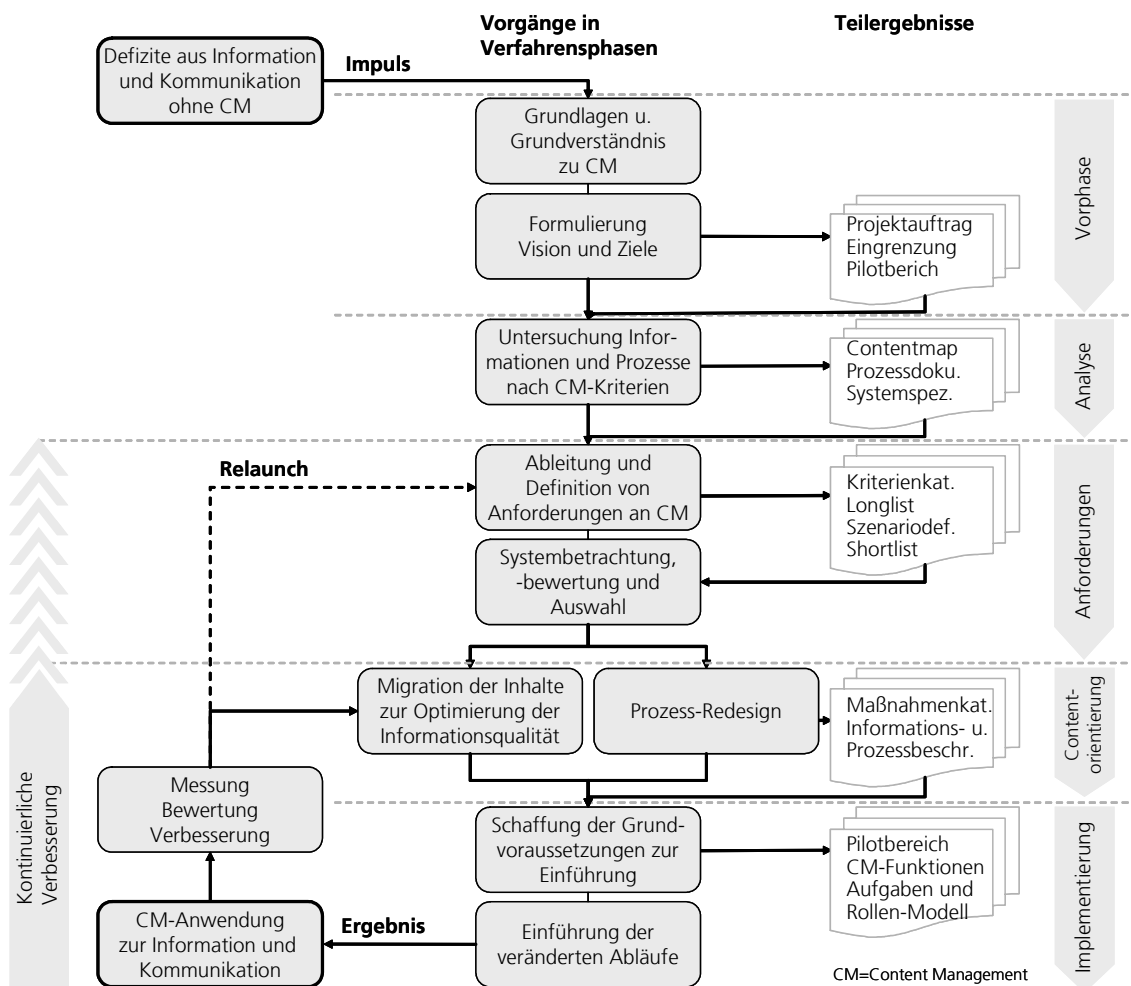 Vorgänge in
Verfahrensphasen
Teilergebnisse
Defizite aus Information
und Kommunikation
ohne CM
Impuls
Grundlagen u.
Grundverständnis
zu CM
Formulierung
Vision und Ziele
Projektauftrag
Eingrenzung
Pilotberich
Vorphase
Untersuchung Infor-
mationen und Prozesse
nach CM-Kriterien
Contentmap
Prozessdoku.
Systemspez.
Analyse
Relaunch
Ableitung und
Definition von
Anforderungen an CM
Kriterienkat.
Longlist
Szenariodef.
Shortlist
Systembetrachtung,
-bewertung und
Auswahl
Anforderungen
Migration der Inhalte
zur Optimierung der
Informationsqualität
Prozess-Redesign
Maßnahmenkat.
Informations- u.
Prozessbeschr.
Content-
orientierung
Messung
Bewertung
Verbesserung
Kontinuierliche
Verbesserung
Schaffung der Grund-
voraussetzungen zur
Einführung
Pilotbereich
CM-Funktionen
Aufgaben und
Rollen-Modell
Implementierung
CM-Anwendung
zur Information und
Kommunikation
Ergebnis
Einführung der
veränderten Abläufe
CM=Content Management